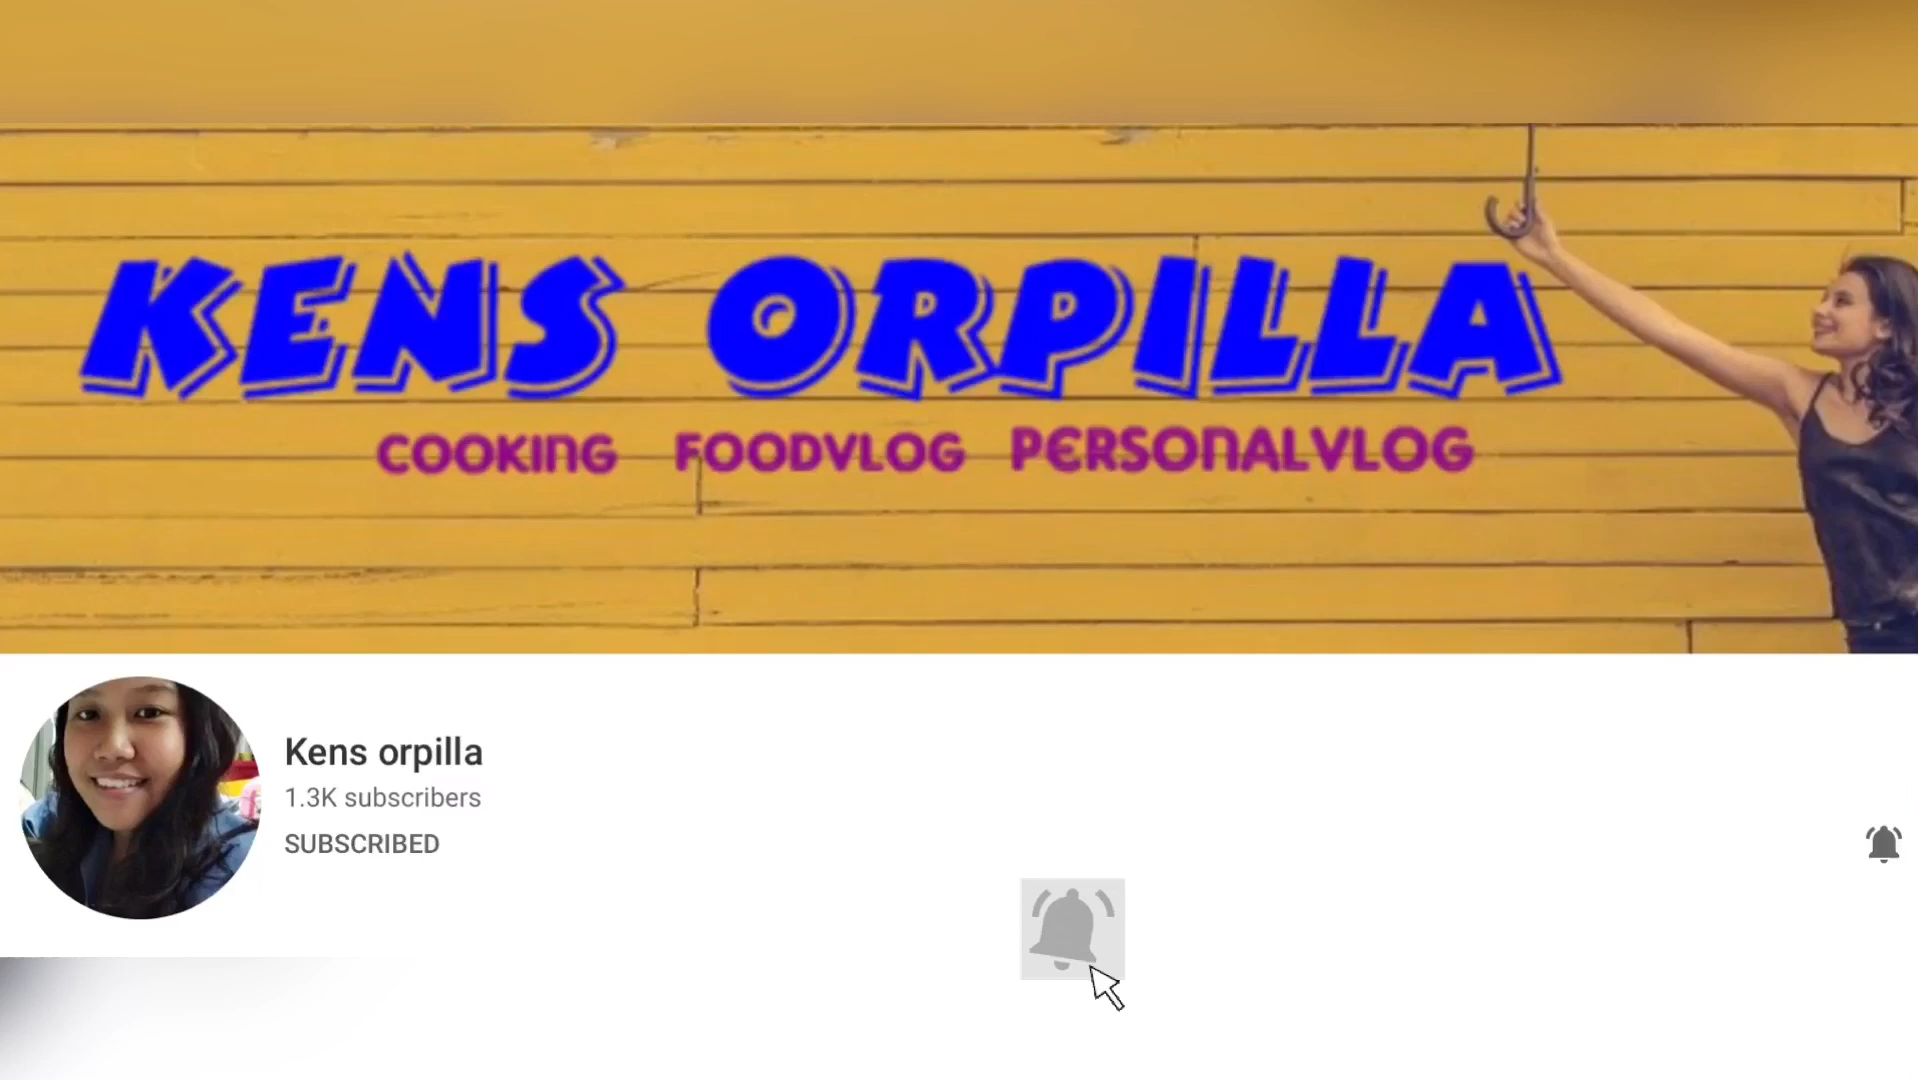 KENS ORPILLA
COOKING FOODVLOG PERSONALVLOG
Kens orpilla
1.3K subscribers
SUBSCRIBED